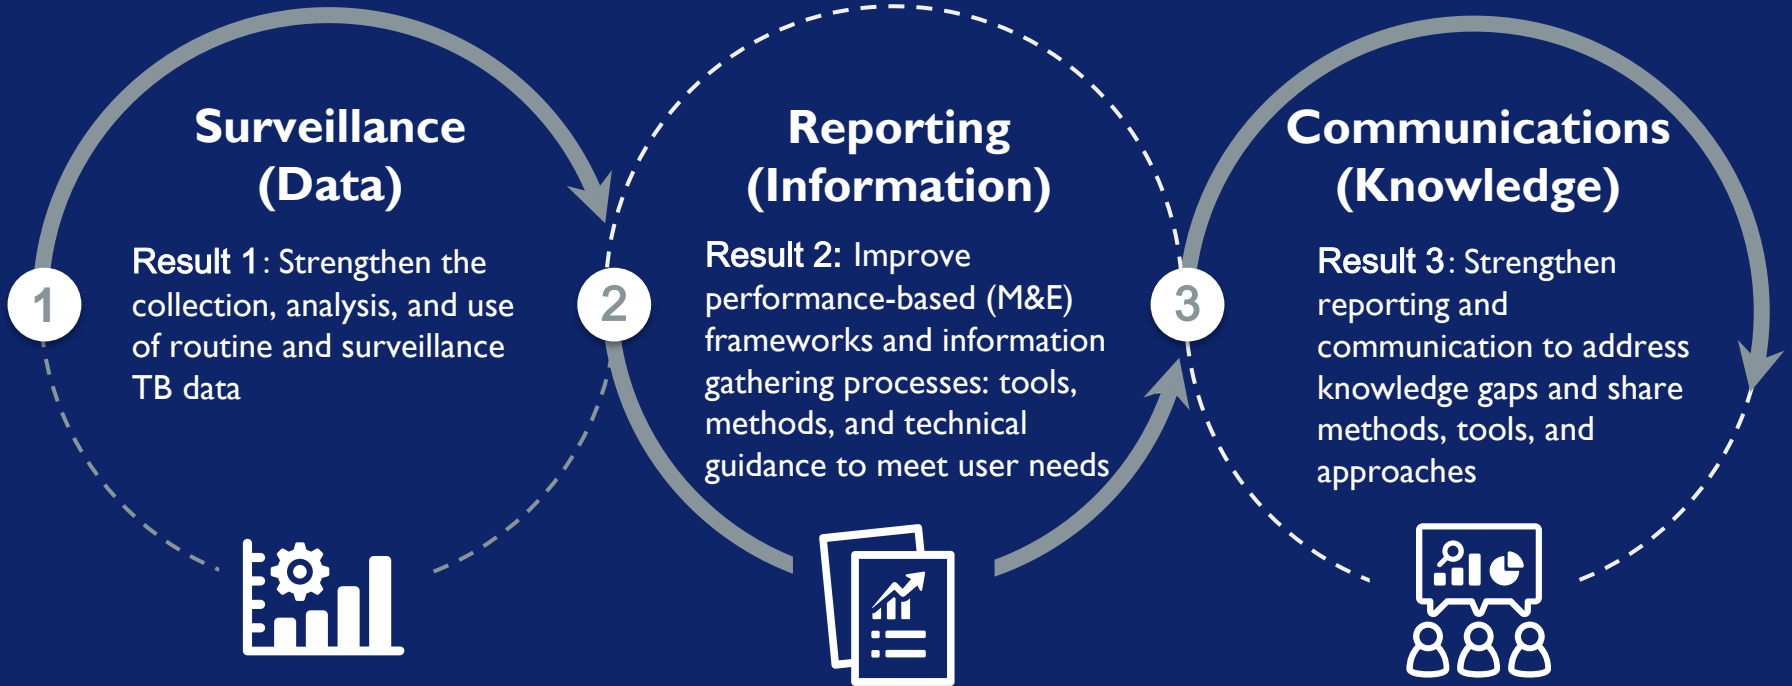 Surveillance
(Data)
1
Result 1: Strengthen the
collection, analysis, and use
of routine and surveillance
TB data
Reporting
(Information)
2
Result 2: Improve
performance-based (M&E)
frameworks and information
gathering processes: tools,
methods, and technical
guidance to meet user needs
Communications
(Knowledge)
3
Result 3: Strengthen
reporting and
communication to address
knowledge gaps and share
methods, tools, and
approaches